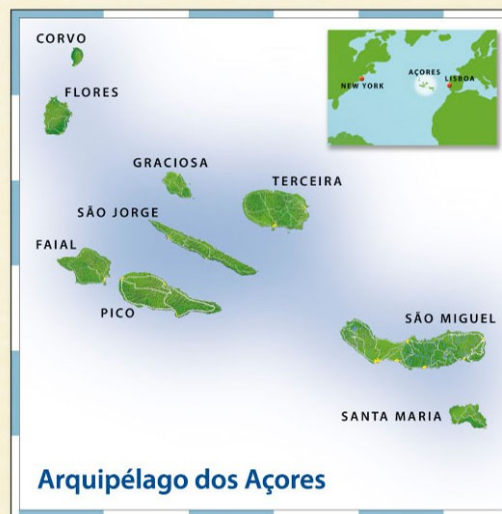 CORVO
FLORES
AÇORES
LISBOA
NEW YORK
GRACIOSA
TERCEIRA
SÃO JORGE
FAIAL
PICO
SÃO MIGUEL
SANTA MARIA
Arquipélago dos Açores